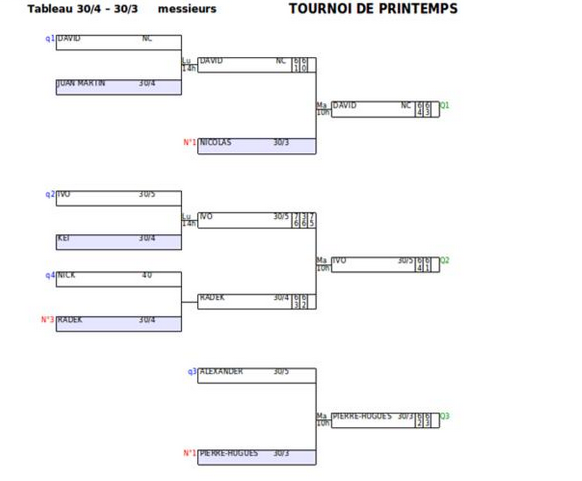 Tableau 30/4 – 30/3 messieurs TOURNOI DE PRINTEMPS
q1 DAVID NC
Lu 14h DAVID NC 6 6
1 0
JUAN MARTIN 30/4
Ma 10h DAVID NC 6 6 Q1
4 3
N°1 NICOLAS 30/3
q2 IVO 30/5
Lu 14h IVO 30/5 7 3 7
6 6 5
KEI 30/4
Ma 10h IVO 30/5 6 6 Q2
4 1
q4 NICK 40
RADEK 30/4 6 6
3 2
N°3 RADEK 30/4
q3 ALEXANDER 30/5
Ma 10h PIERRE-HUGUES 30/3 6 6 Q3
2 3
N°1 PIERRE-HUGUES 30/3